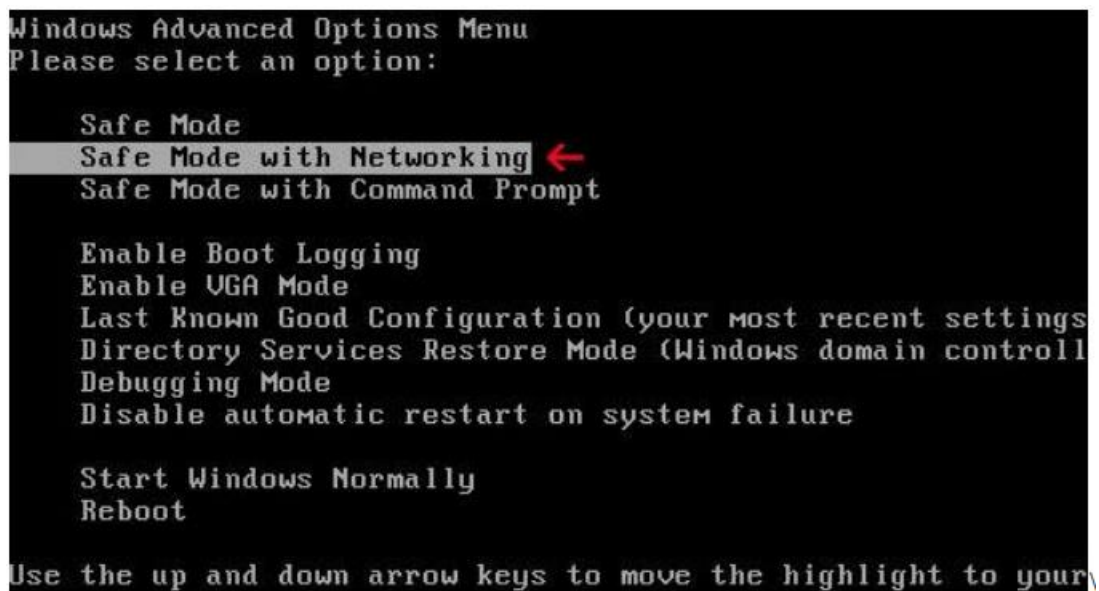 Windows Advanced Options Menu
Please select an option:
Safe Mode
Safe Mode with Networking
Safe Mode with Command Prompt
Enable Boot Logging
Enable VGA Mode
Last Known Good Configuration (your most recent settings
Directory Services Restore Mode (Windows domain controll
Debugging Mode
Disable automatic restart on system failure
Start Windows Normally
Reboot
Use the up and down arrow keys to move the highlight to your